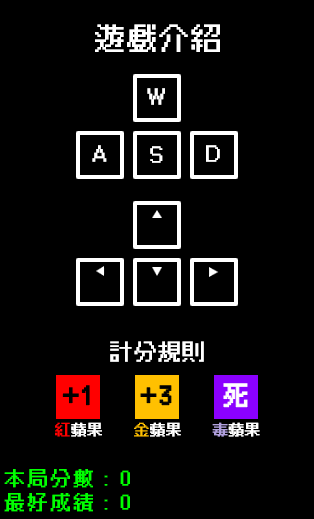 遊戲介紹
W
A S D
▲
◀ ▼ ▶
計分規則
+1 +3 死
紅蘋果 金蘋果 毒蘋果
本局分數：0
最好成績：0